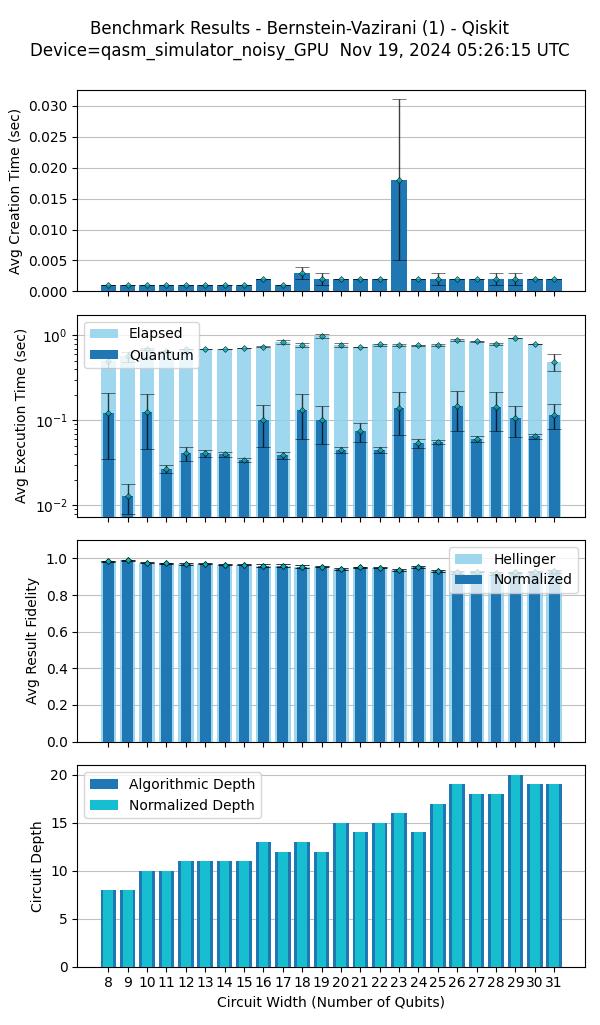 Benchmark Results - Bernstein-Vazirani (1) - Qiskit
Device=qasm_simulator_noisy_GPU  Nov 19, 2024 05:26:15 UTC
Avg Creation Time (sec)
0.030
0.025
0.020
0.015
0.010
0.005
0.000
Avg Execution Time (sec)
10⁰
10⁻¹
10⁻²
Elapsed
Quantum
Avg Result Fidelity
1.0
0.8
0.6
0.4
0.2
0.0
Hellinger
Normalized
Circuit Depth
20
15
10
5
0
Algorithmic Depth
Normalized Depth
8 9 10 11 12 13 14 15 16 17 18 19 20 21 22 23 24 25 26 27 28 29 30 31
Circuit Width (Number of Qubits)